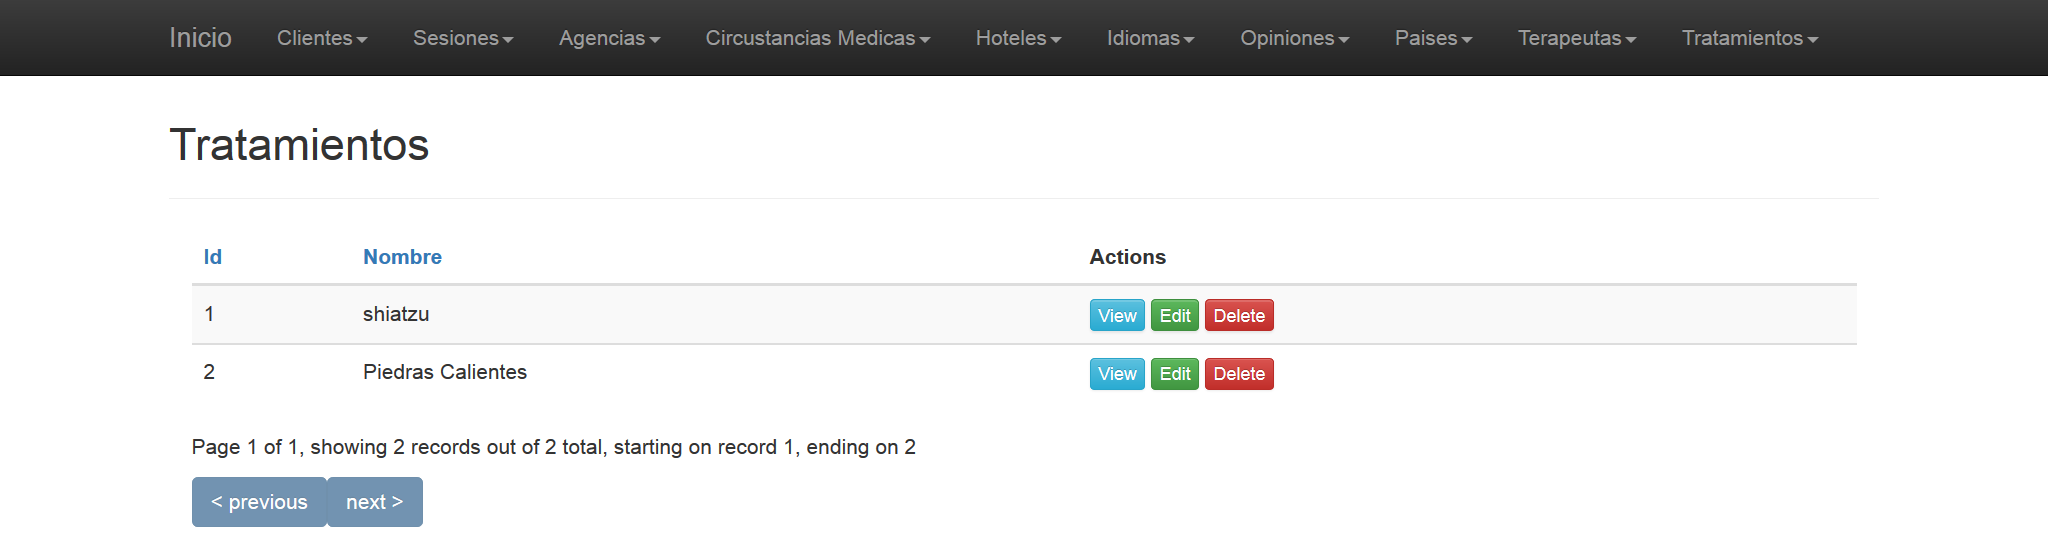 Inicio Clientes Sesiones Agencias Circustancias Medicas Hoteles Idiomas Opiniones Paises Terapeutas Tratamientos
Tratamientos
Id Nombre Actions
1 shiatzu View Edit Delete
2 Piedras Calientes View Edit Delete
Page 1 of 1, showing 2 records out of 2 total, starting on record 1, ending on 2
< previous next >